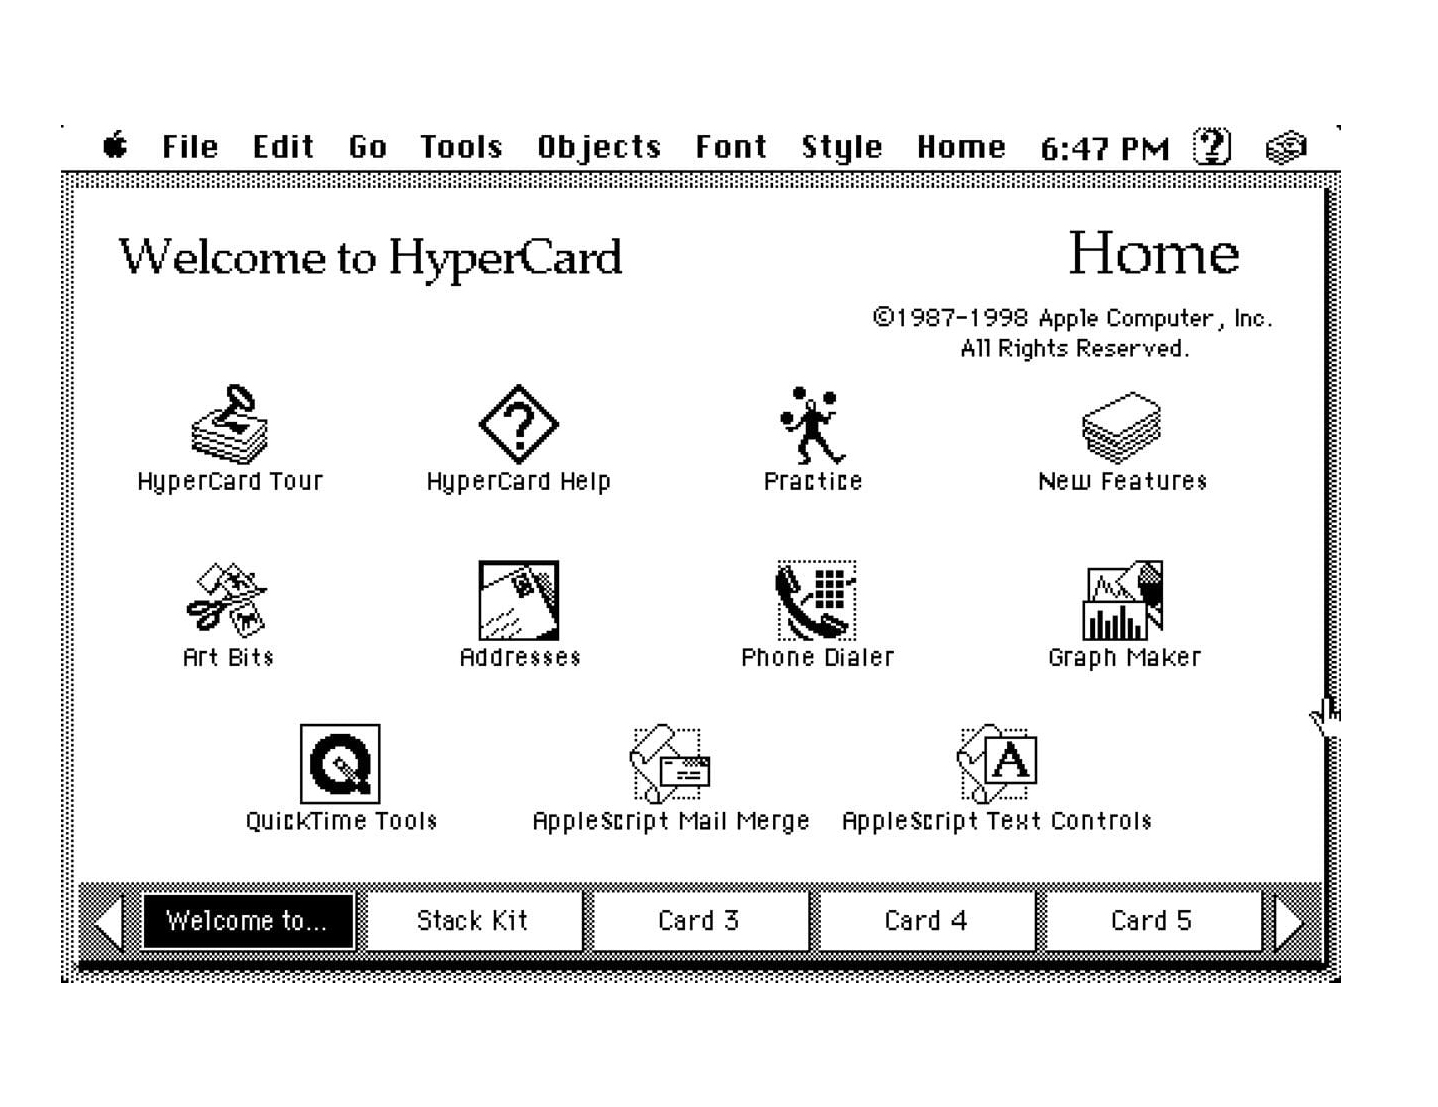 File Edit Go Tools Objects Font Style Home 6:47 PM ?
Welcome to HyperCard
Home
©1987-1998 Apple Computer, Inc.
All Rights Reserved.
?
HyperCard Tour HyperCard Help Practice New Features
Art Bits Addresses Phone Dialer Graph Maker
A
QuickTime Tools AppleScript Mail Merge AppleScript Text Controls
Welcome to... Stack Kit Card 3 Card 4 Card 5